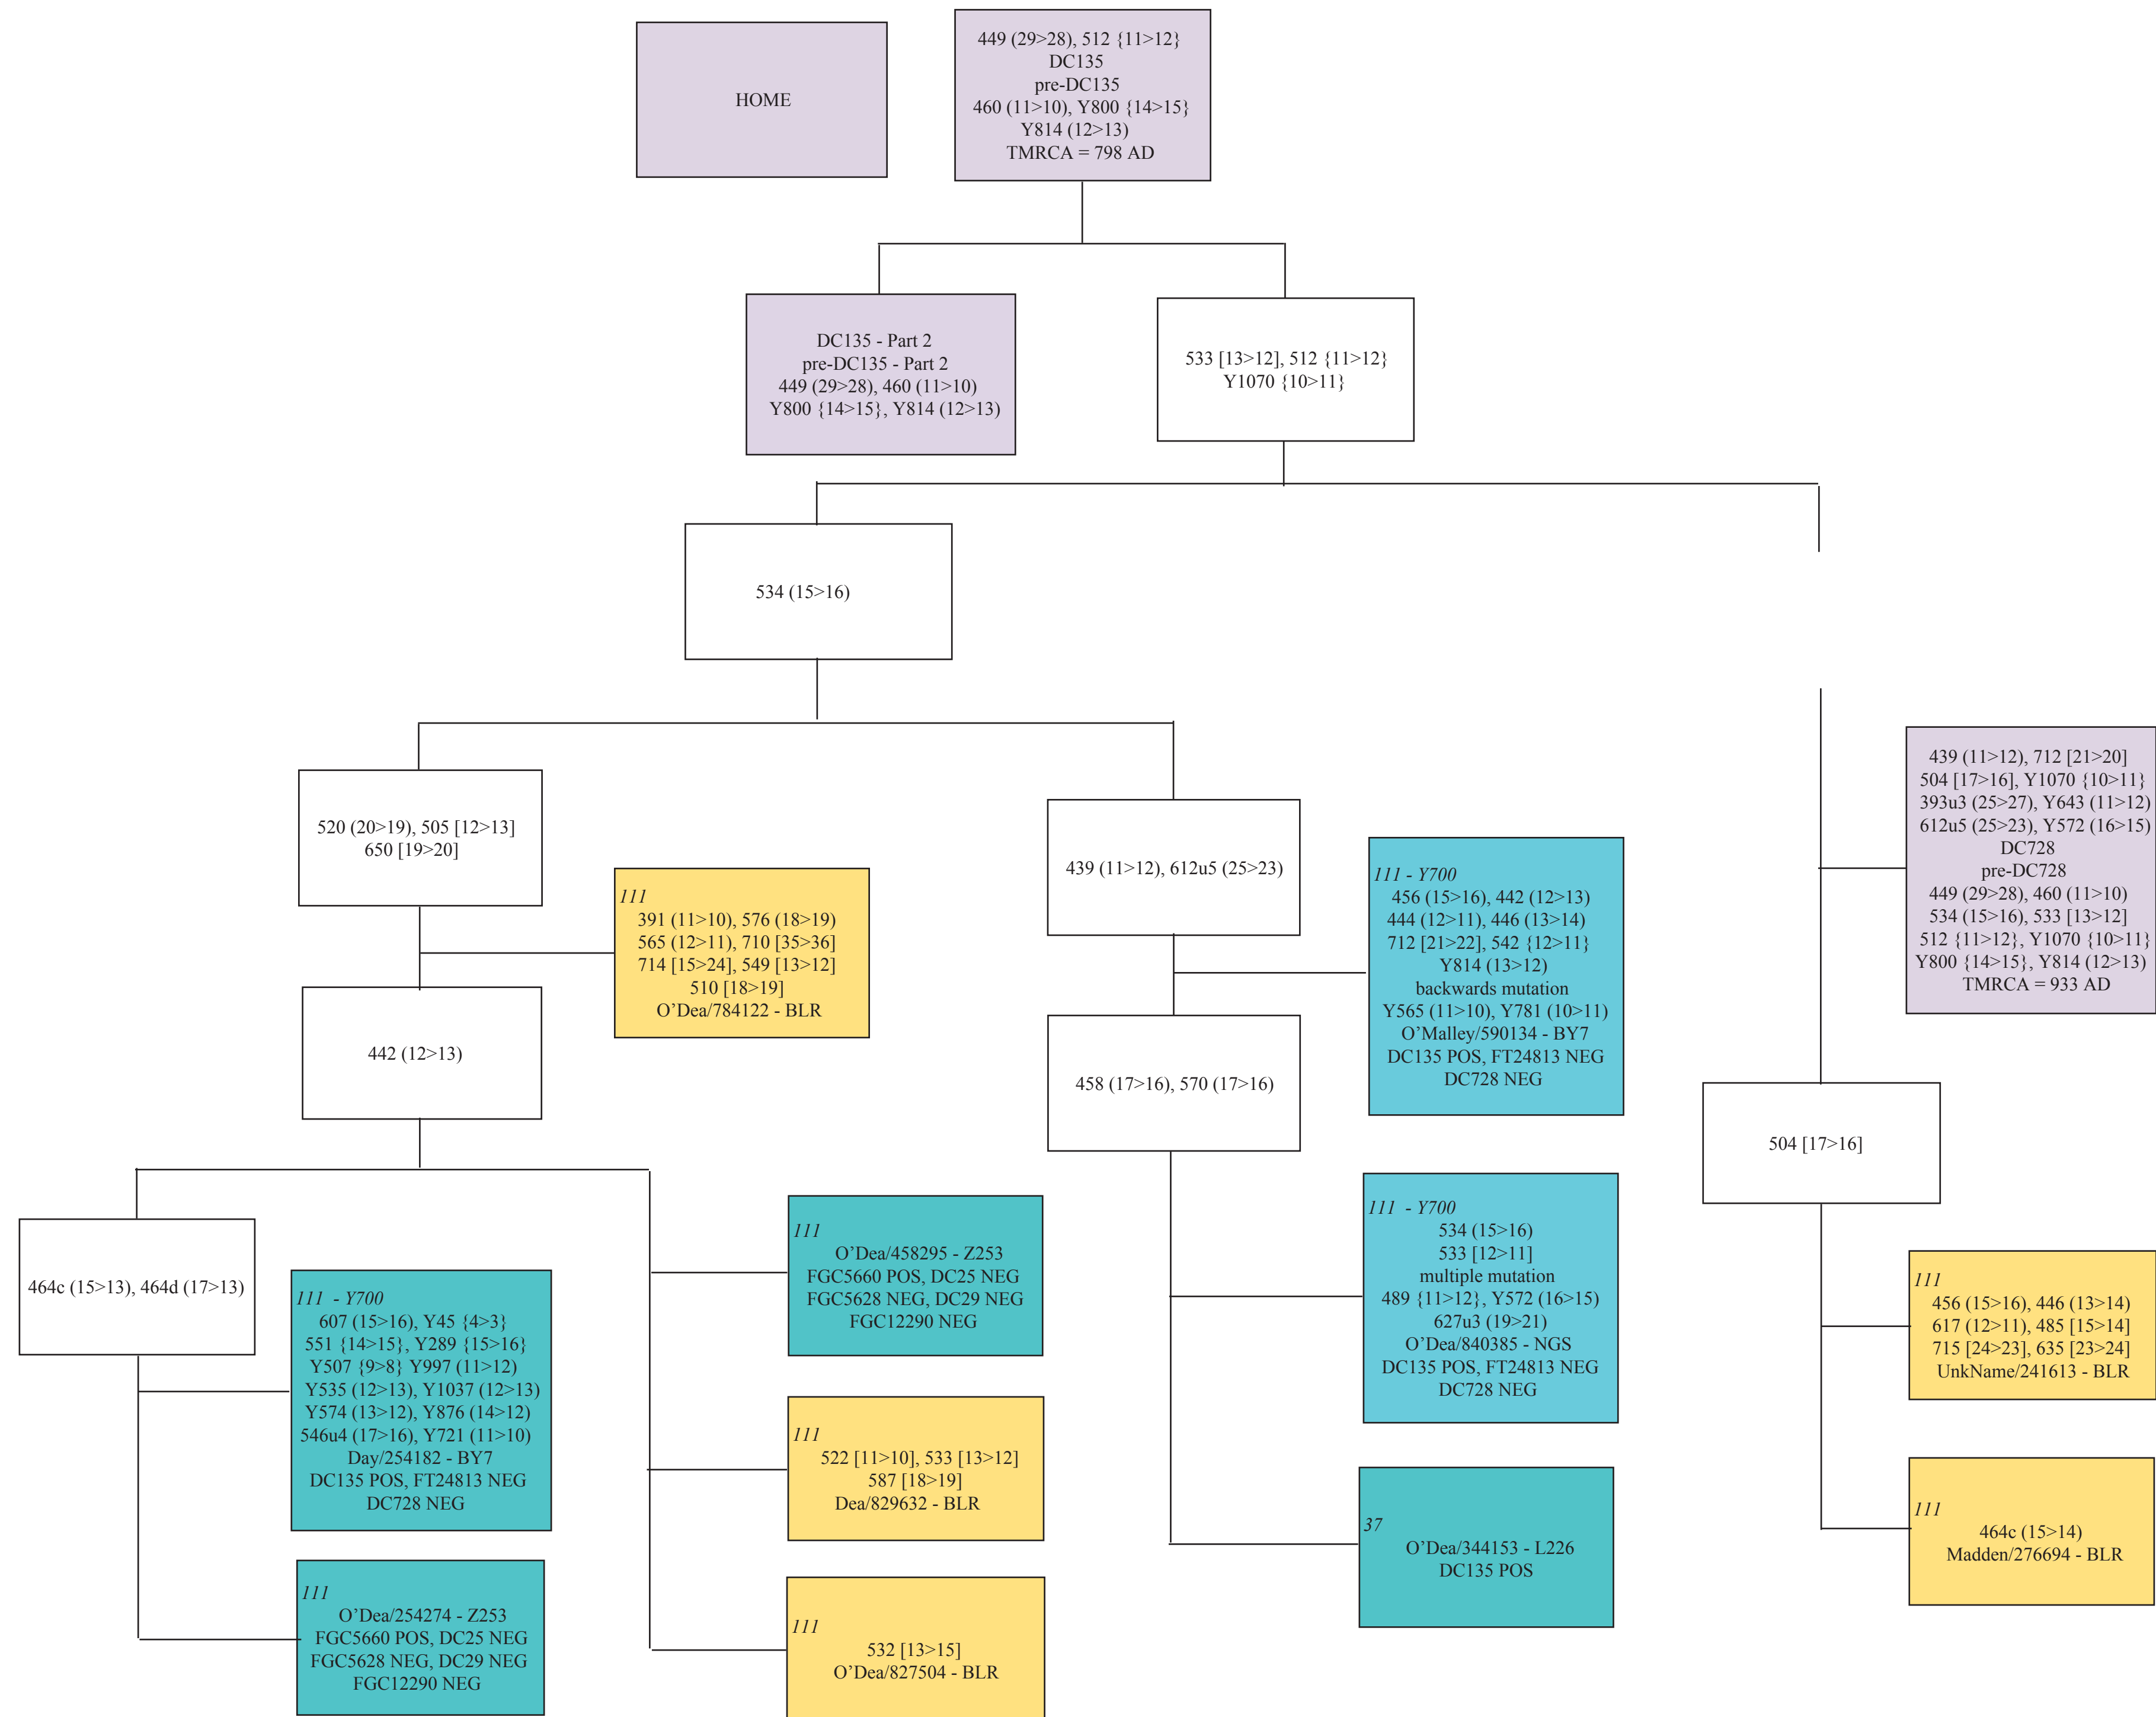 HOME
449 (29>28), 512 {11>12}
DC135
pre-DC135
460 (11>10), Y800 {14>15}
Y814 (12>13)
TMRCA = 798 AD
DC135 - Part 2
pre-DC135 - Part 2
449 (29>28), 460 (11>10)
Y800 {14>15}, Y814 (12>13)
533 [13>12], 512 {11>12}
Y1070 {10>11}
534 (15>16)
520 (20>19), 505 [12>13]
650 [19>20]
111
391 (11>10), 576 (18>19)
565 (12>11), 710 [35>36]
714 [15>24], 549 [13>12]
510 [18>19]
O’Dea/784122 - BLR
442 (12>13)
439 (11>12), 612u5 (25>23)
111 - Y700
456 (15>16), 442 (12>13)
444 (12>11), 446 (13>14)
712 [21>22], 542 {12>11}
Y814 (13>12)
backwards mutation
Y565 (11>10), Y781 (10>11)
O’Malley/590134 - BY7
DC135 POS, FT24813 NEG
DC728 NEG
458 (17>16), 570 (17>16)
439 (11>12), 712 [21>20]
504 [17>16], Y1070 {10>11}
393u3 (25>27), Y643 (11>12)
612u5 (25>23), Y572 (16>15)
DC728
pre-DC728
449 (29>28), 460 (11>10)
534 (15>16), 533 [13>12]
512 {11>12}, Y1070 {10>11}
Y800 {14>15}, Y814 (12>13)
TMRCA = 933 AD
504 [17>16]
464c (15>13), 464d (17>13)
111 - Y700
607 (15>16), Y45 {4>3}
551 {14>15}, Y289 {15>16}
Y507 {9>8} Y997 (11>12)
Y535 (12>13), Y1037 (12>13)
Y574 (13>12), Y876 (14>12)
546u4 (17>16), Y721 (11>10)
Day/254182 - BY7
DC135 POS, FT24813 NEG
DC728 NEG
111
O’Dea/254274 - Z253
FGC5660 POS, DC25 NEG
FGC5628 NEG, DC29 NEG
FGC12290 NEG
111
O’Dea/458295 - Z253
FGC5660 POS, DC25 NEG
FGC5628 NEG, DC29 NEG
FGC12290 NEG
111
522 [11>10], 533 [13>12]
587 [18>19]
Dea/829632 - BLR
111
532 [13>15]
O’Dea/827504 - BLR
111 - Y700
534 (15>16)
533 [12>11]
multiple mutation
489 {11>12}, Y572 (16>15)
627u3 (19>21)
O’Dea/840385 - NGS
DC135 POS, FT24813 NEG
DC728 NEG
37
O’Dea/344153 - L226
DC135 POS
111
456 (15>16), 446 (13>14)
617 (12>11), 485 [15>14]
715 [24>23], 635 [23>24]
UnkName/241613 - BLR
111
464c (15>14)
Madden/276694 - BLR